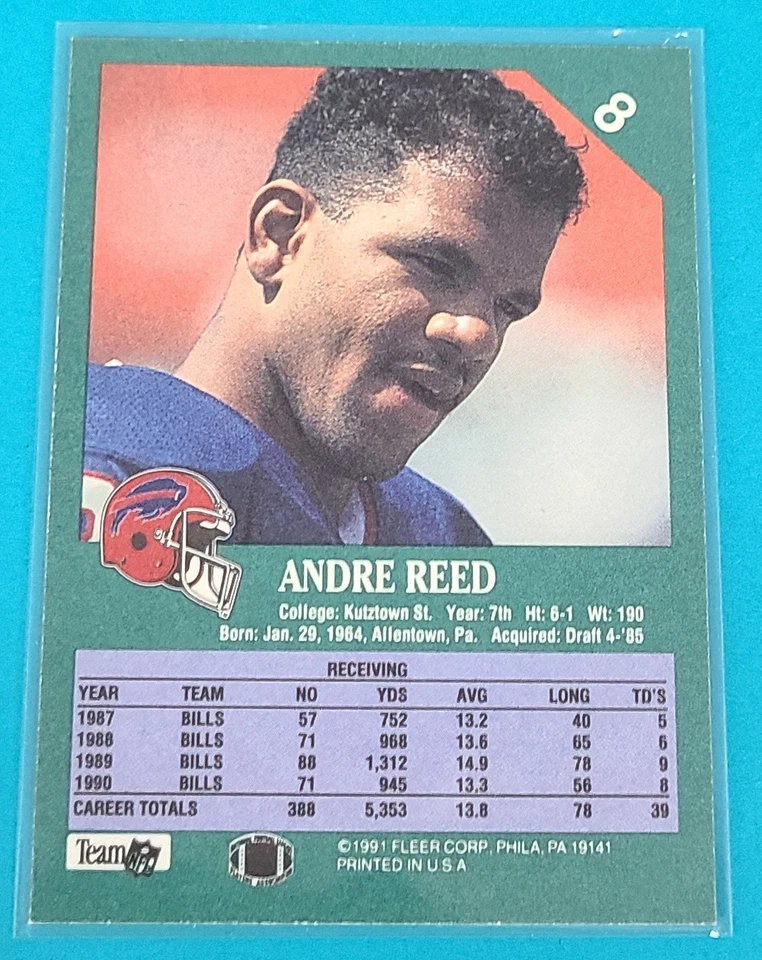 8
ANDRE REED
College: Kutztown St. Year: 7th Ht: 6-1 Wt: 190
Born: Jan. 29, 1964, Allentown, Pa. Acquired: Draft 4-'85
RECEIVING
YEAR TEAM NO YDS AVG LONG TD'S
1987 BILLS 57 752 13.2 40 5
1988 BILLS 71 968 13.6 65 6
1989 BILLS 88 1,312 14.9 78 9
1990 BILLS 71 945 13.3 56 8
CAREER TOTALS 388 5,353 13.8 78 39
Team NFL
©1991 FLEER CORP., PHILA, PA 19141
PRINTED IN U.S.A